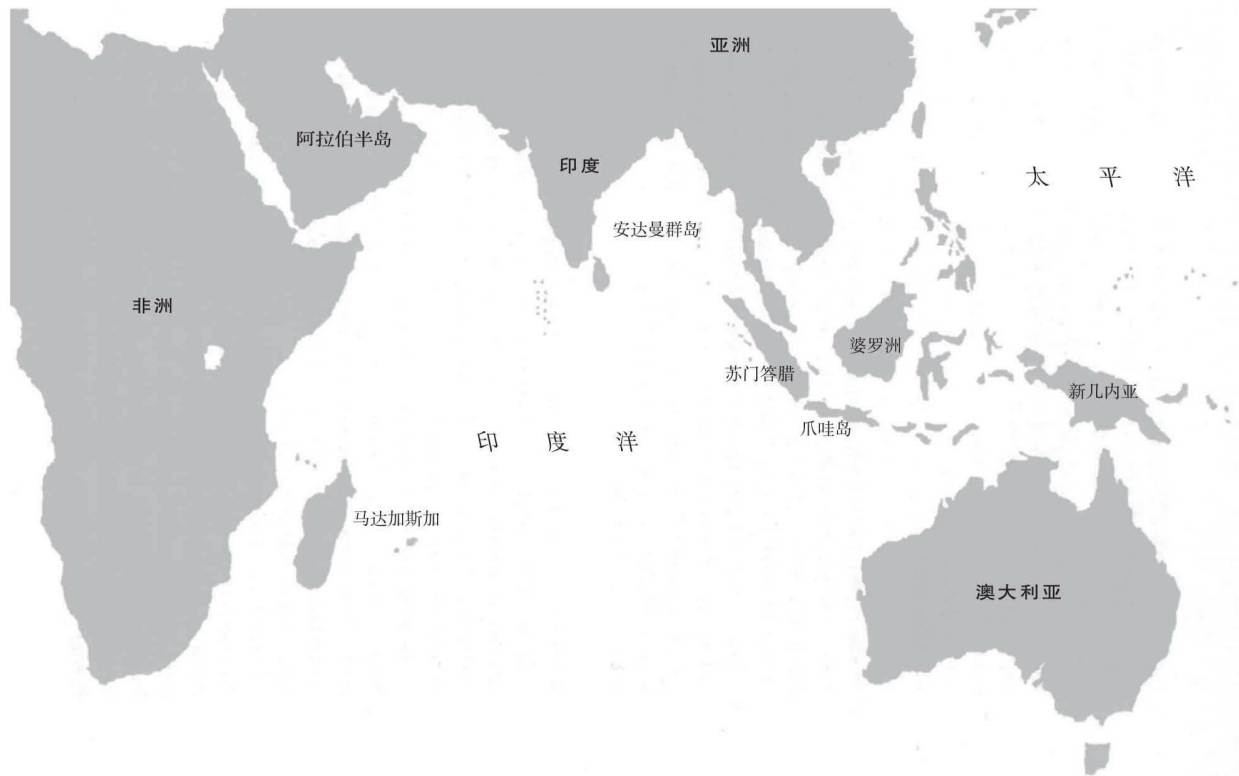 亚洲
阿拉伯半岛
印度
太平洋
安达曼群岛
非洲
婆罗洲
苏门答腊
新几内亚
爪哇岛
印度洋
马达加斯加
澳大利亚